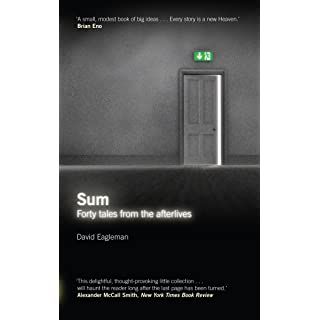 'A small, modest book of big ideas . . . Every story is a new Heaven.'
Brian Eno
Sum
Forty tales from the afterlives
David Eagleman
'This delightful, thought-provoking little collection . . .
will haunt the reader long after the last page has been turned.'
Alexander McCall Smith, New York Times Book Review